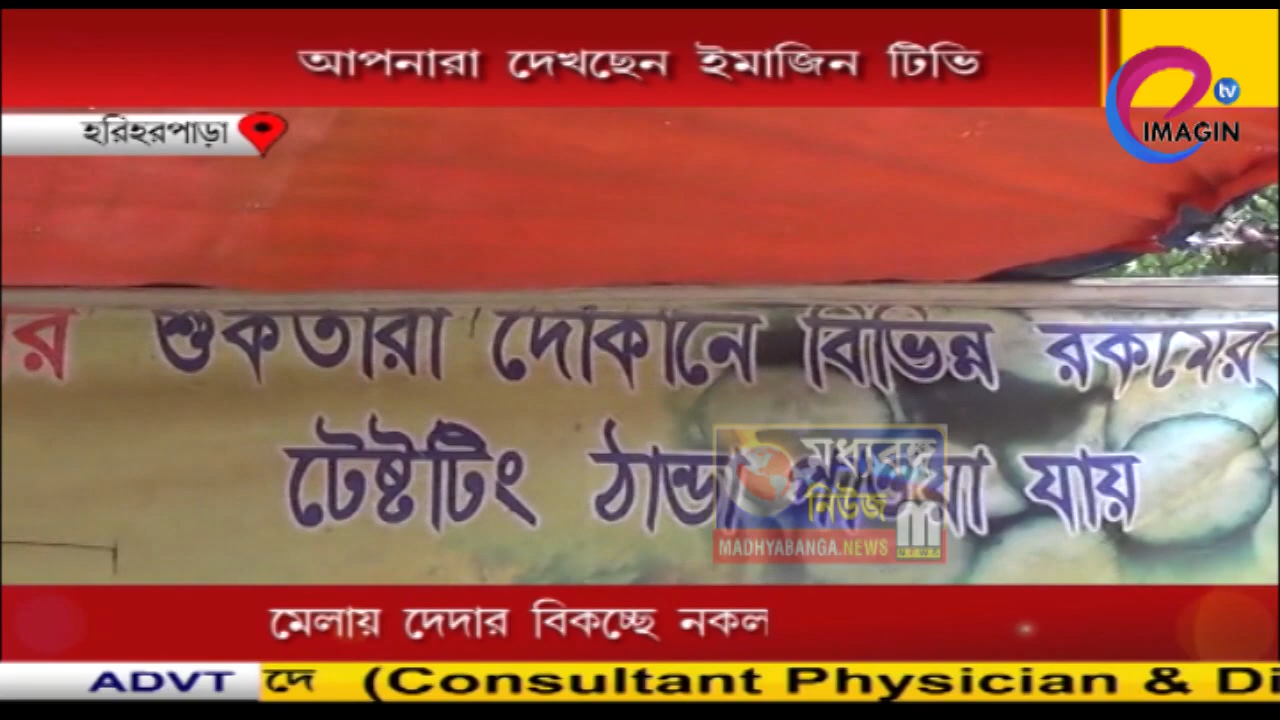 আপনারা দেখছেন ইমাজিন টিভি
tv
IMAGIN
হরিহরপাড়া
শুকতারা দোকানে বিভিন্ন রকমের
টেষ্টটিং ঠান্ডা যায়
মধ্যবঙ্গ
নিউজ
MADHYABANGA.NEWS
মেলায় দেদার বিকচ্ছে নকল
ADVT দে (Consultant Physician & Di